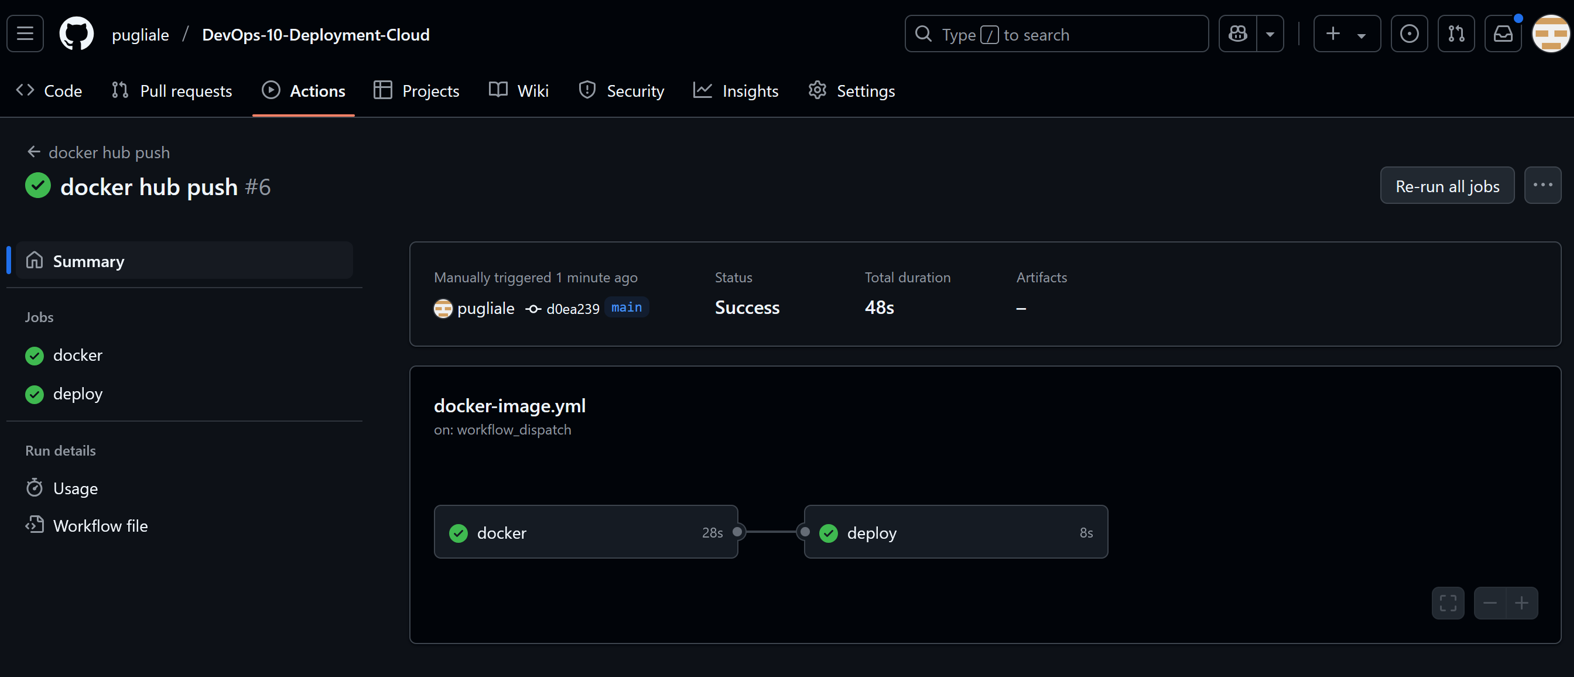 pugliale / DevOps-10-Deployment-Cloud
Type / to search
Code
Pull requests
Actions
Projects
Wiki
Security
Insights
Settings
docker hub push
docker hub push #6
Re-run all jobs
Summary
Jobs
docker
deploy
Run details
Usage
Workflow file
Manually triggered 1 minute ago
pugliale d0ea239 main
Status
Success
Total duration
48s
Artifacts
–
docker-image.yml
on: workflow_dispatch
docker 28s
deploy 8s